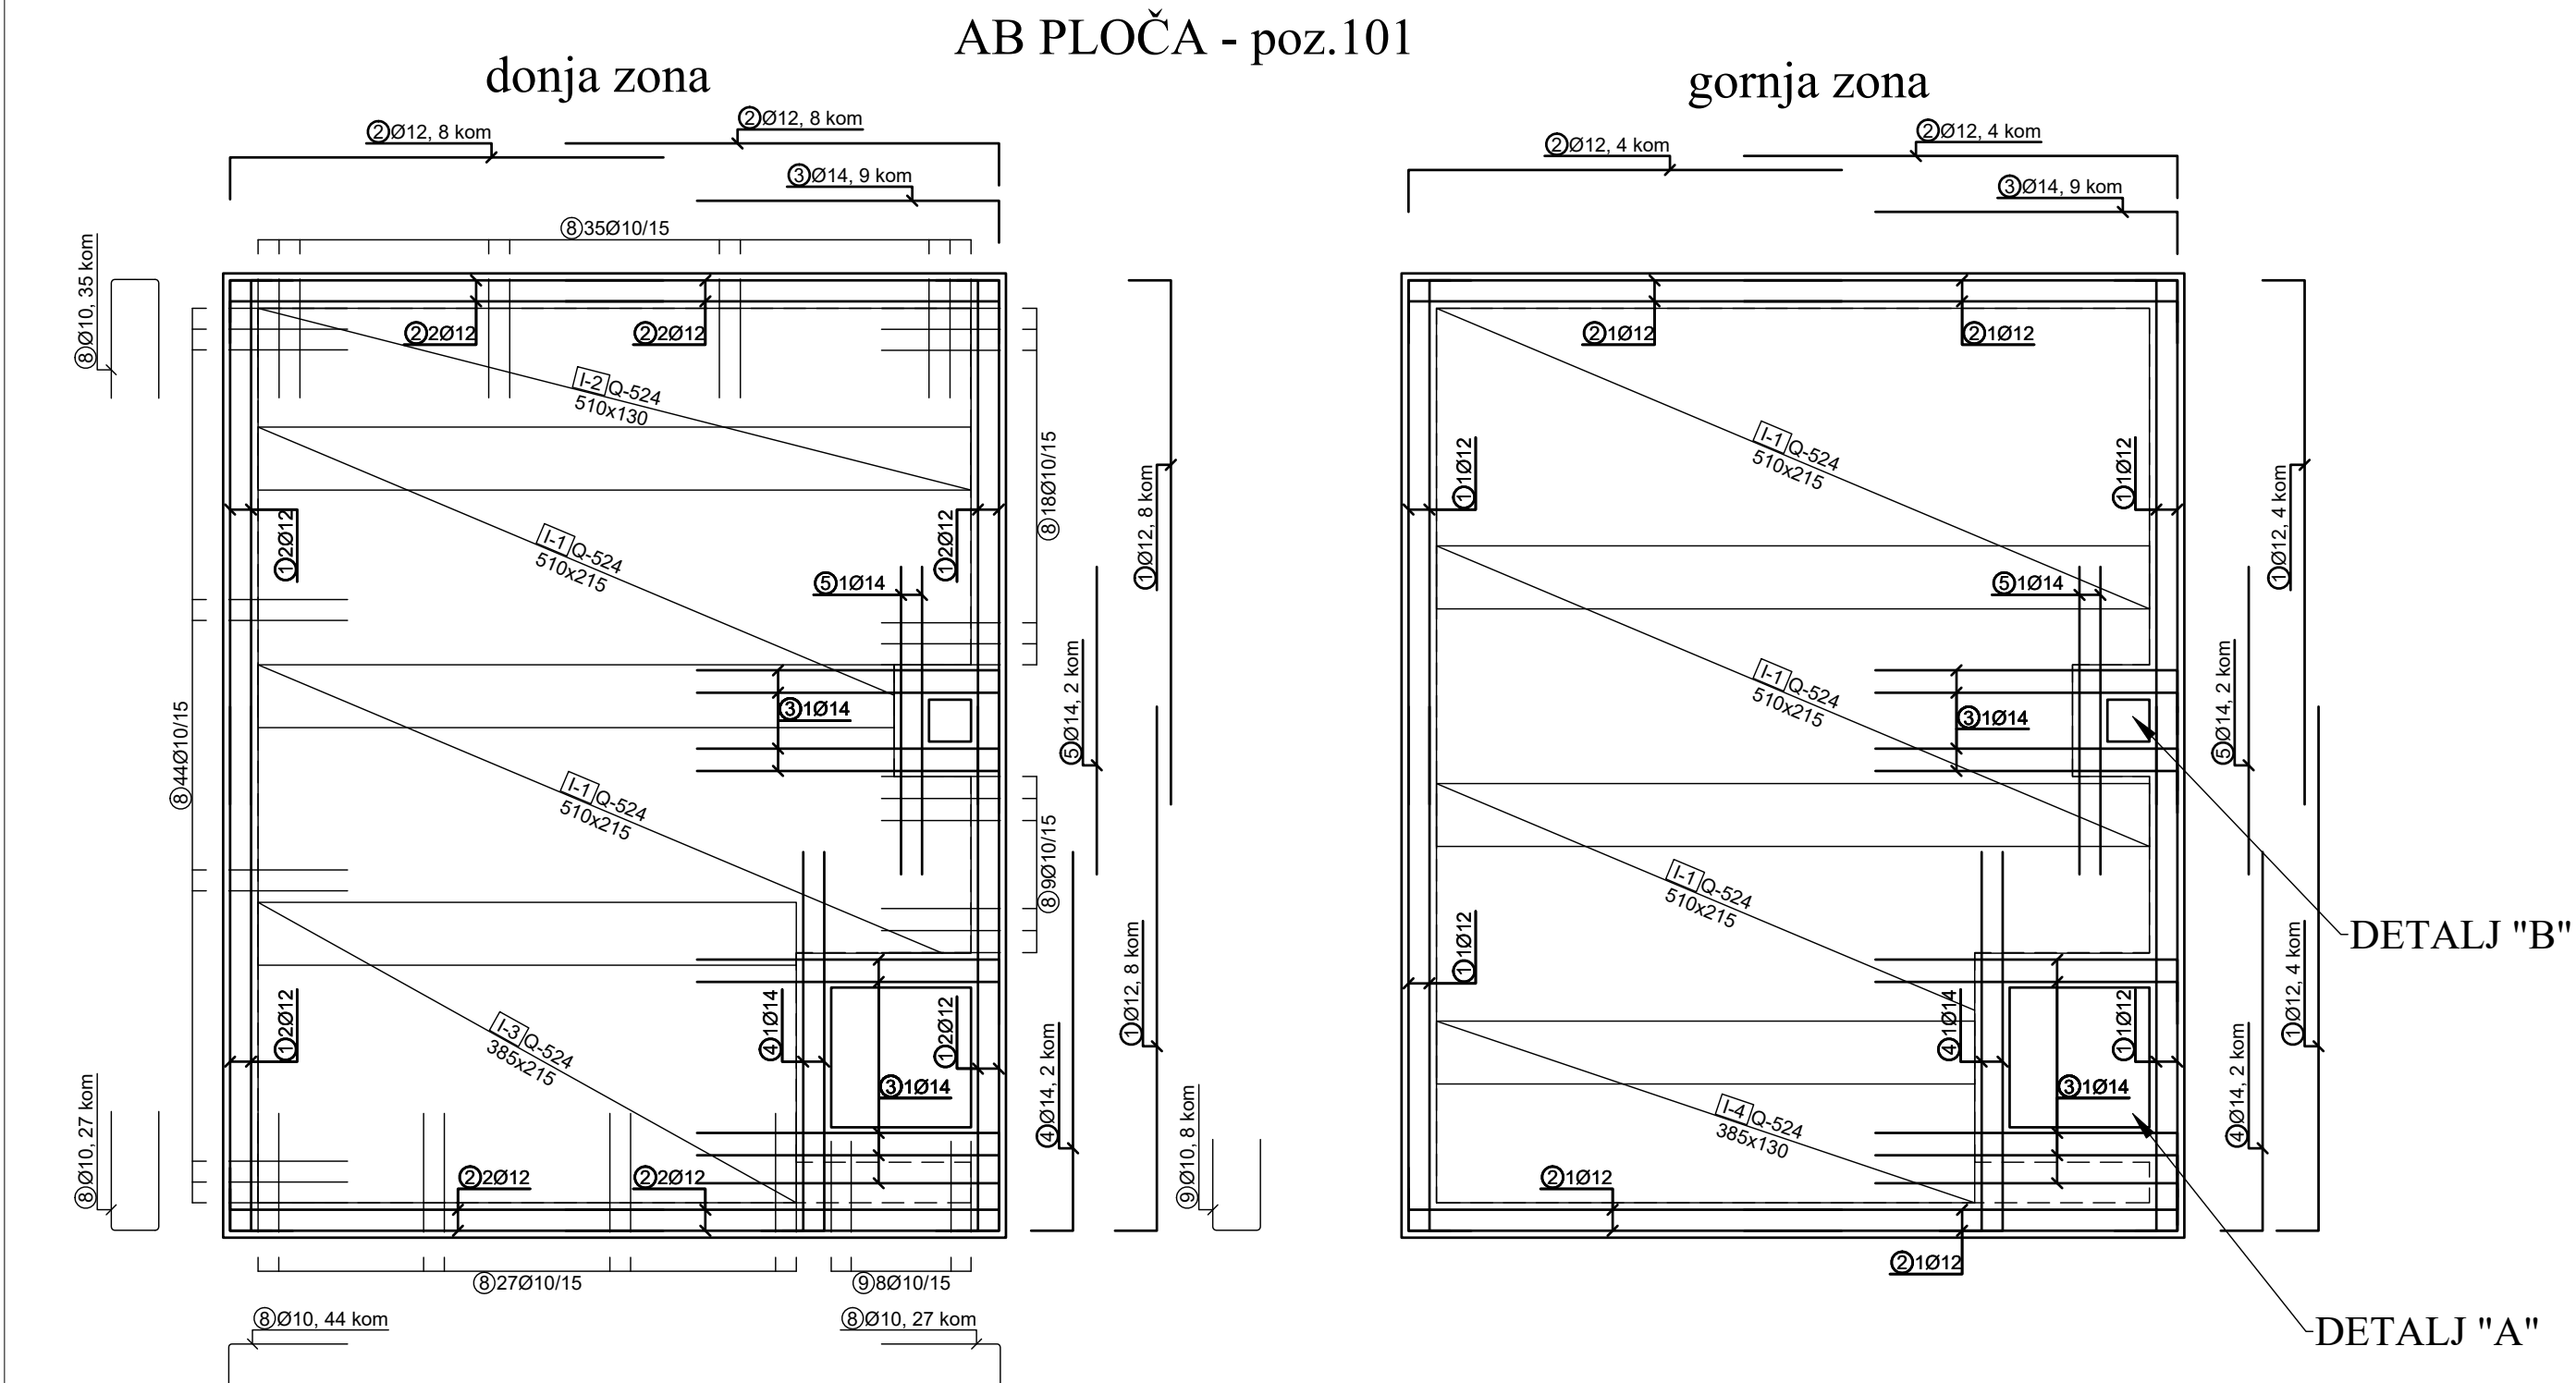 AB PLOČA - poz.101
donja zona
②Ø12, 8 kom
②Ø12, 8 kom
③Ø14, 9 kom
⑧35Ø10/15
⑧Ø10, 35 kom
②2Ø12
②2Ø12
I-2 Q-524
510x130
⑧18Ø10/15
①Ø12, 8 kom
①2Ø12
I-1 Q-524
510x215
①2Ø12
⑤1Ø14
⑤Ø14, 2 kom
③1Ø14
⑧44Ø10/15
I-1 Q-524
510x215
⑧9Ø10/15
①Ø12, 8 kom
①2Ø12
I-3 Q-524
385x215
④1Ø14
①2Ø12
③1Ø14
④Ø14, 2 kom
⑧Ø10, 27 kom
②2Ø12
②2Ø12
⑨Ø10, 8 kom
⑧27Ø10/15
⑨8Ø10/15
⑧Ø10, 44 kom
⑧Ø10, 27 kom
gornja zona
②Ø12, 4 kom
②Ø12, 4 kom
③Ø14, 9 kom
②1Ø12
②1Ø12
①1Ø12
I-1 Q-524
510x215
①1Ø12
①Ø12, 4 kom
⑤1Ø14
⑤Ø14, 2 kom
I-1 Q-524
510x215
③1Ø14
I-1 Q-524
510x215
①1Ø12
DETALJ "B"
①Ø12, 4 kom
④1Ø14
①1Ø12
③1Ø14
④Ø14, 2 kom
I-4 Q-524
385x130
②1Ø12
②1Ø12
DETALJ "A"